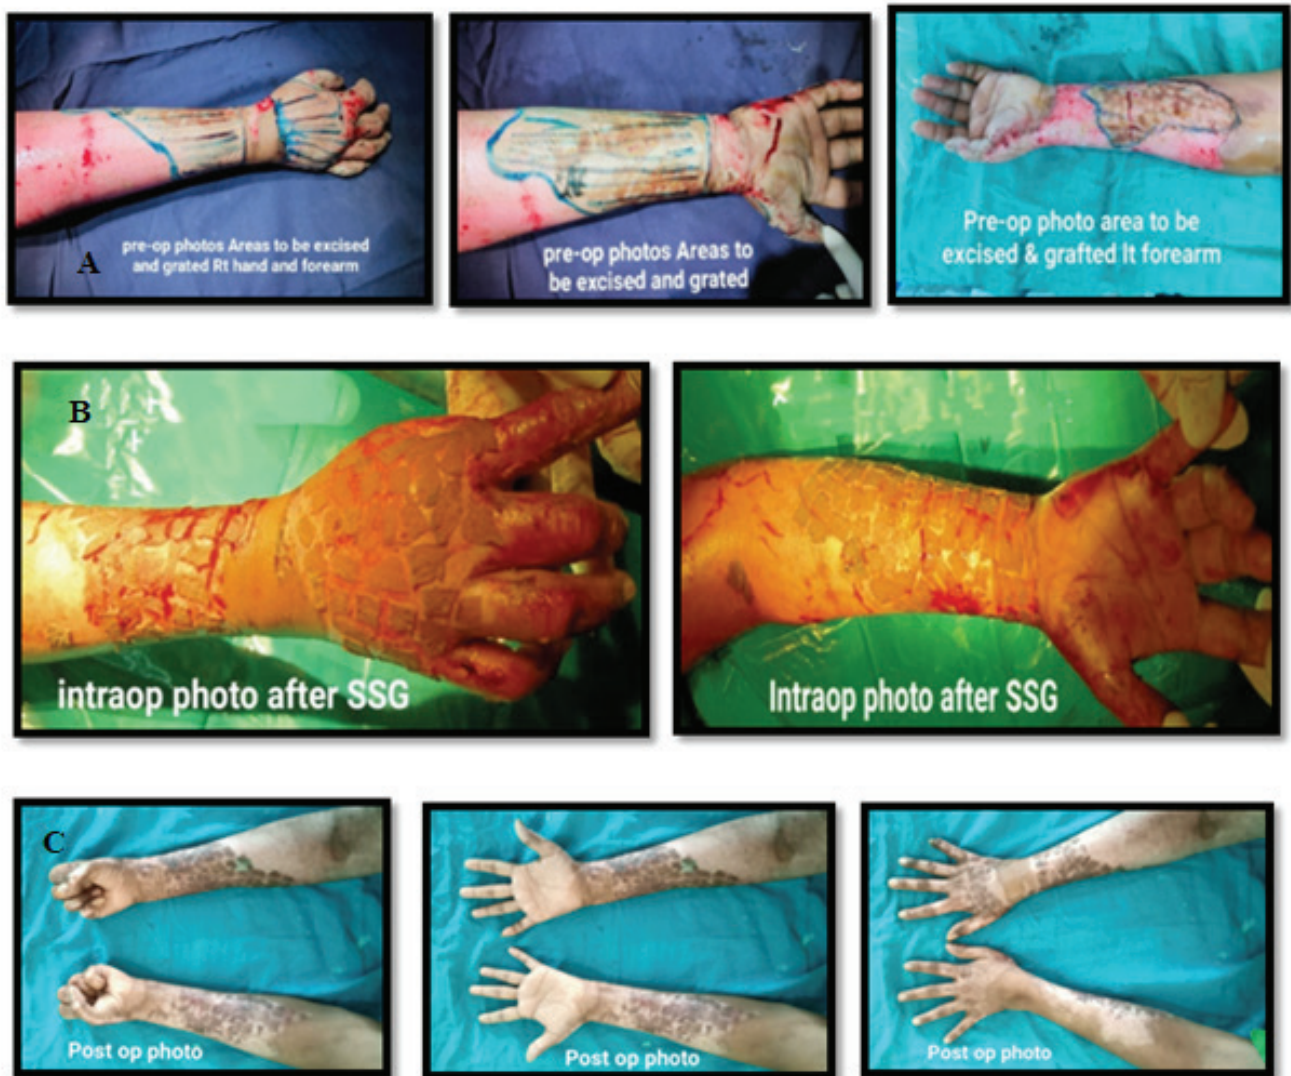 A
pre-op photos Areas to be excised
and grated Rt hand and forearm
pre-op photos Areas to
be excised and grated
Pre-op photo area to be
excised & grafted lt forearm
B
intraop photo after SSG
Intraop photo after SSG
C
Post op photo
Post op photo
Post op photo